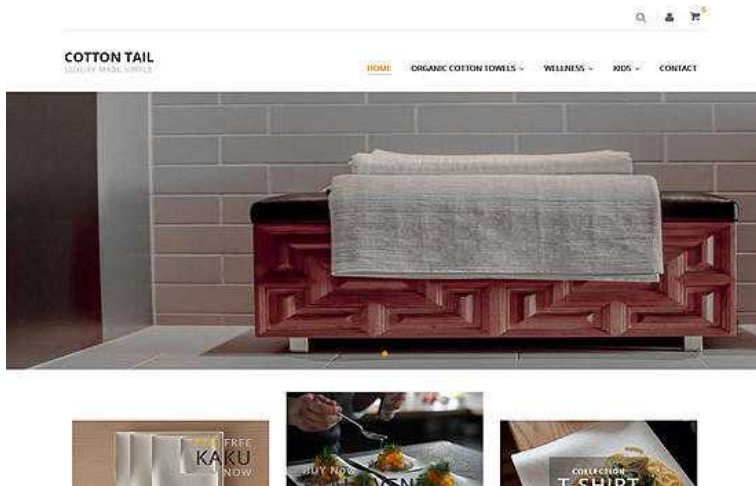 COTTON TAIL
LUXURY MADE SIMPLE
HOME ORGANIC COTTON TOWELS WELLNESS KIDS CONTACT
FREE
KAKU
NOW
BUY NOW
COLLECTION
T-SHIRT